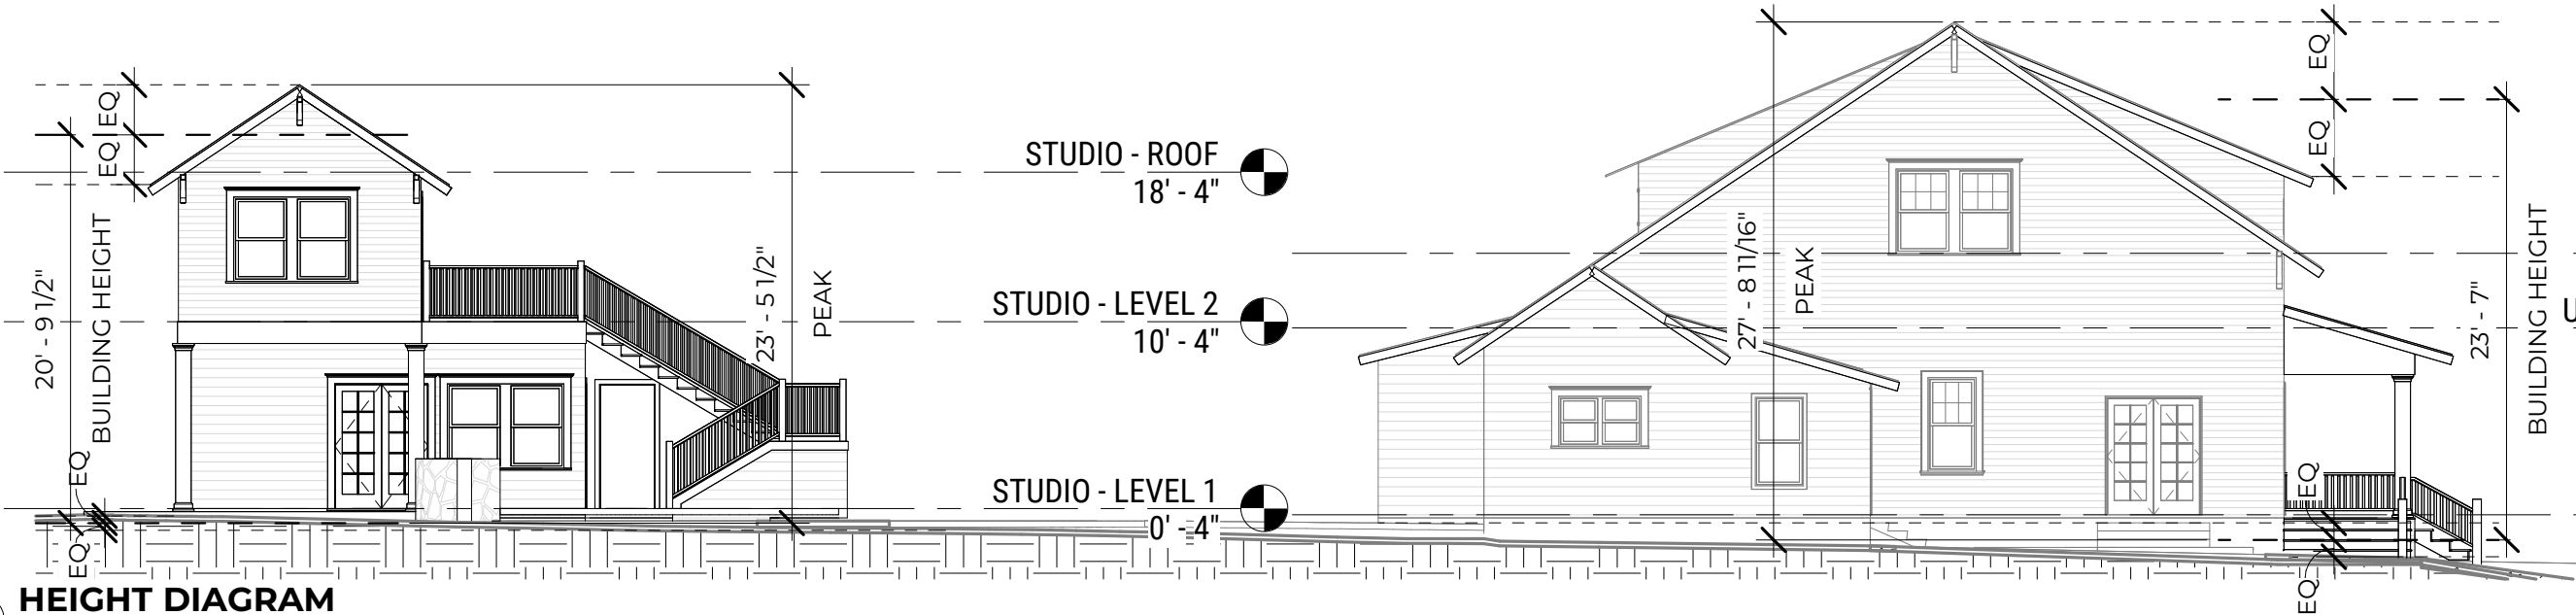 EQ
EQ
20' - 9 1/2"
BUILDING HEIGHT
EQ
EQ
23' - 5 1/2"
PEAK
STUDIO - ROOF
18' - 4"
STUDIO - LEVEL 2
10' - 4"
STUDIO - LEVEL 1
0' - 4"
27' - 8 11/16"
PEAK
EQ
EQ
23' - 7"
BUILDING HEIGHT
EQ
EQ
U
HEIGHT DIAGRAM